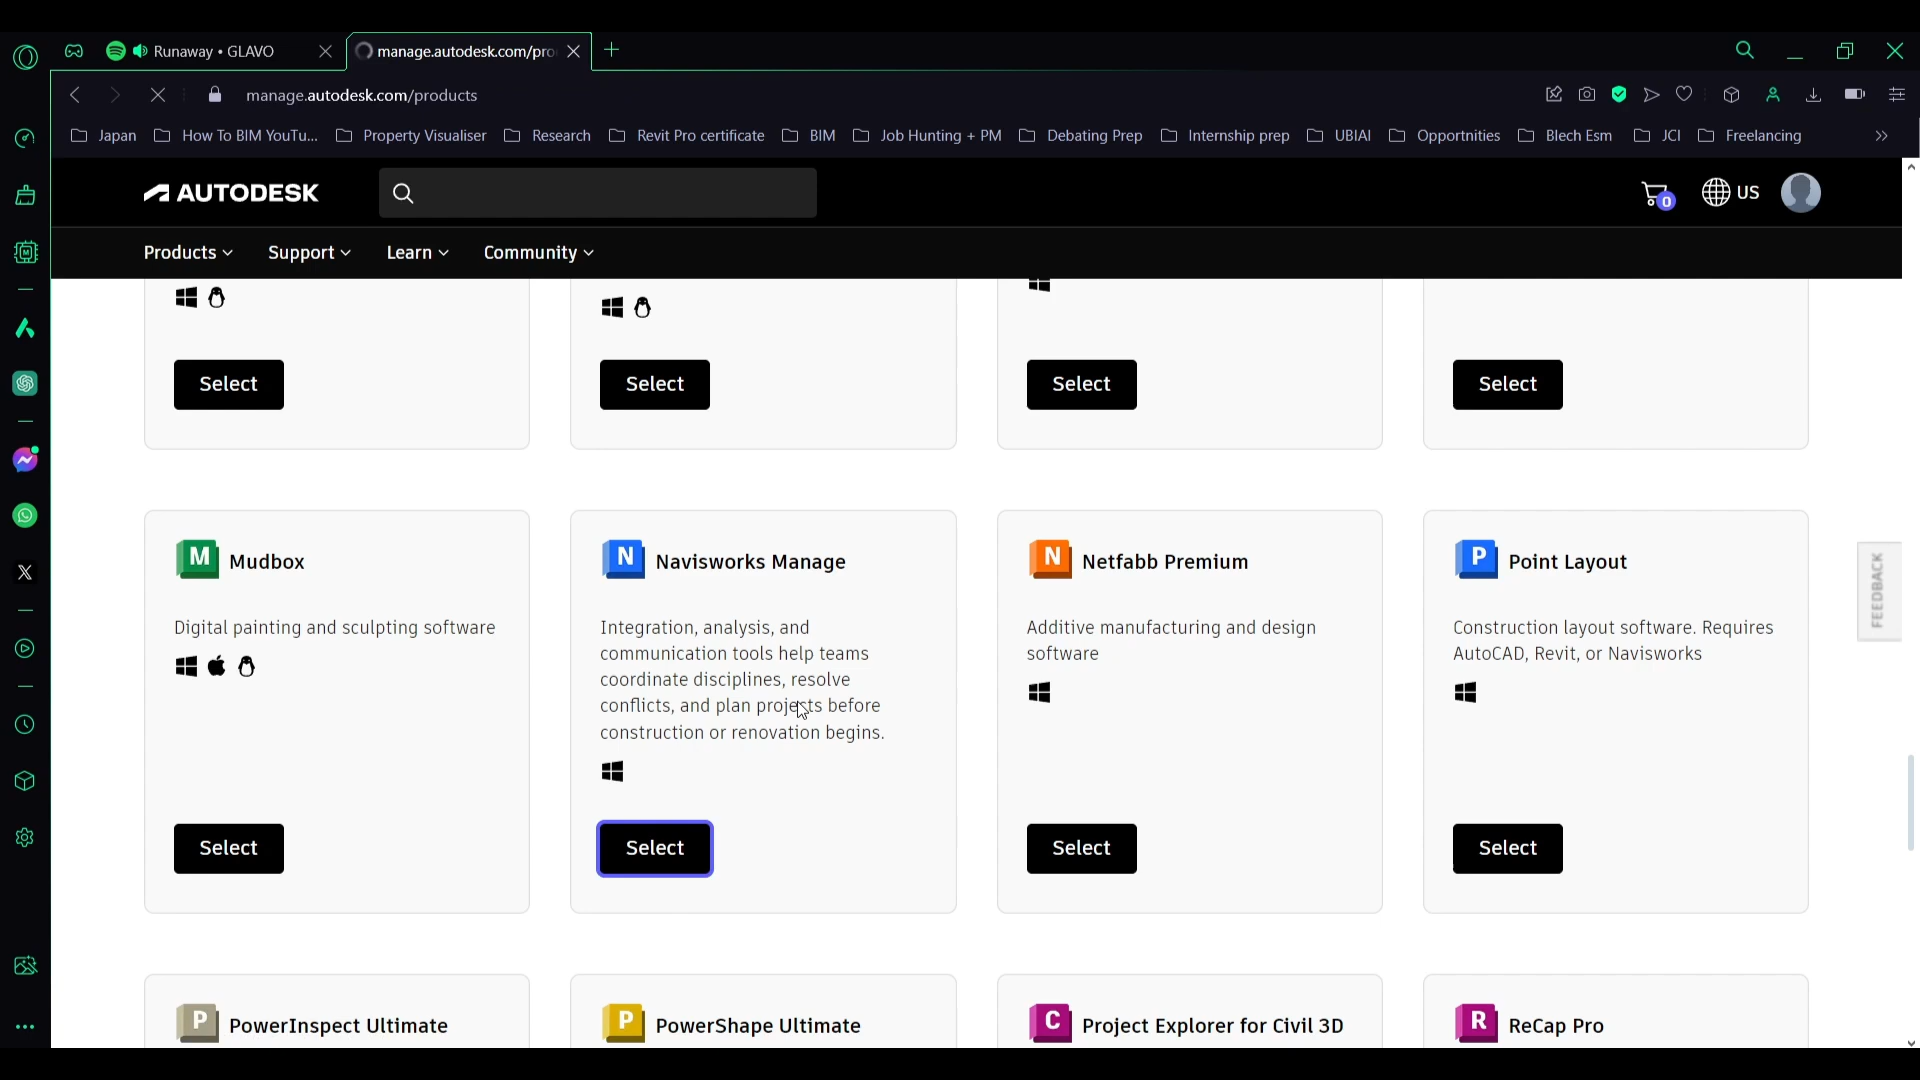 Runaway • GLAVO
manage.autodesk.com/pro
manage.autodesk.com/products
Japan
How To BIM YouTu...
Property Visualiser
Research
Revit Pro certificate
BIM
Job Hunting + PM
Debating Prep
Internship prep
UBIAI
Opportnities
Blech Esm
JCI
Freelancing
AUTODESK
0
US
Products
Support
Learn
Community
Select
Select
Select
Select
M Mudbox
Digital painting and sculpting software
Select
N Navisworks Manage
Integration, analysis, and
communication tools help teams
coordinate disciplines, resolve
conflicts, and plan projects before
construction or renovation begins.
Select
N Netfabb Premium
Additive manufacturing and design
software
Select
P Point Layout
Construction layout software. Requires
AutoCAD, Revit, or Navisworks
Select
FEEDBACK
P PowerInspect Ultimate
P PowerShape Ultimate
C Project Explorer for Civil 3D
R ReCap Pro